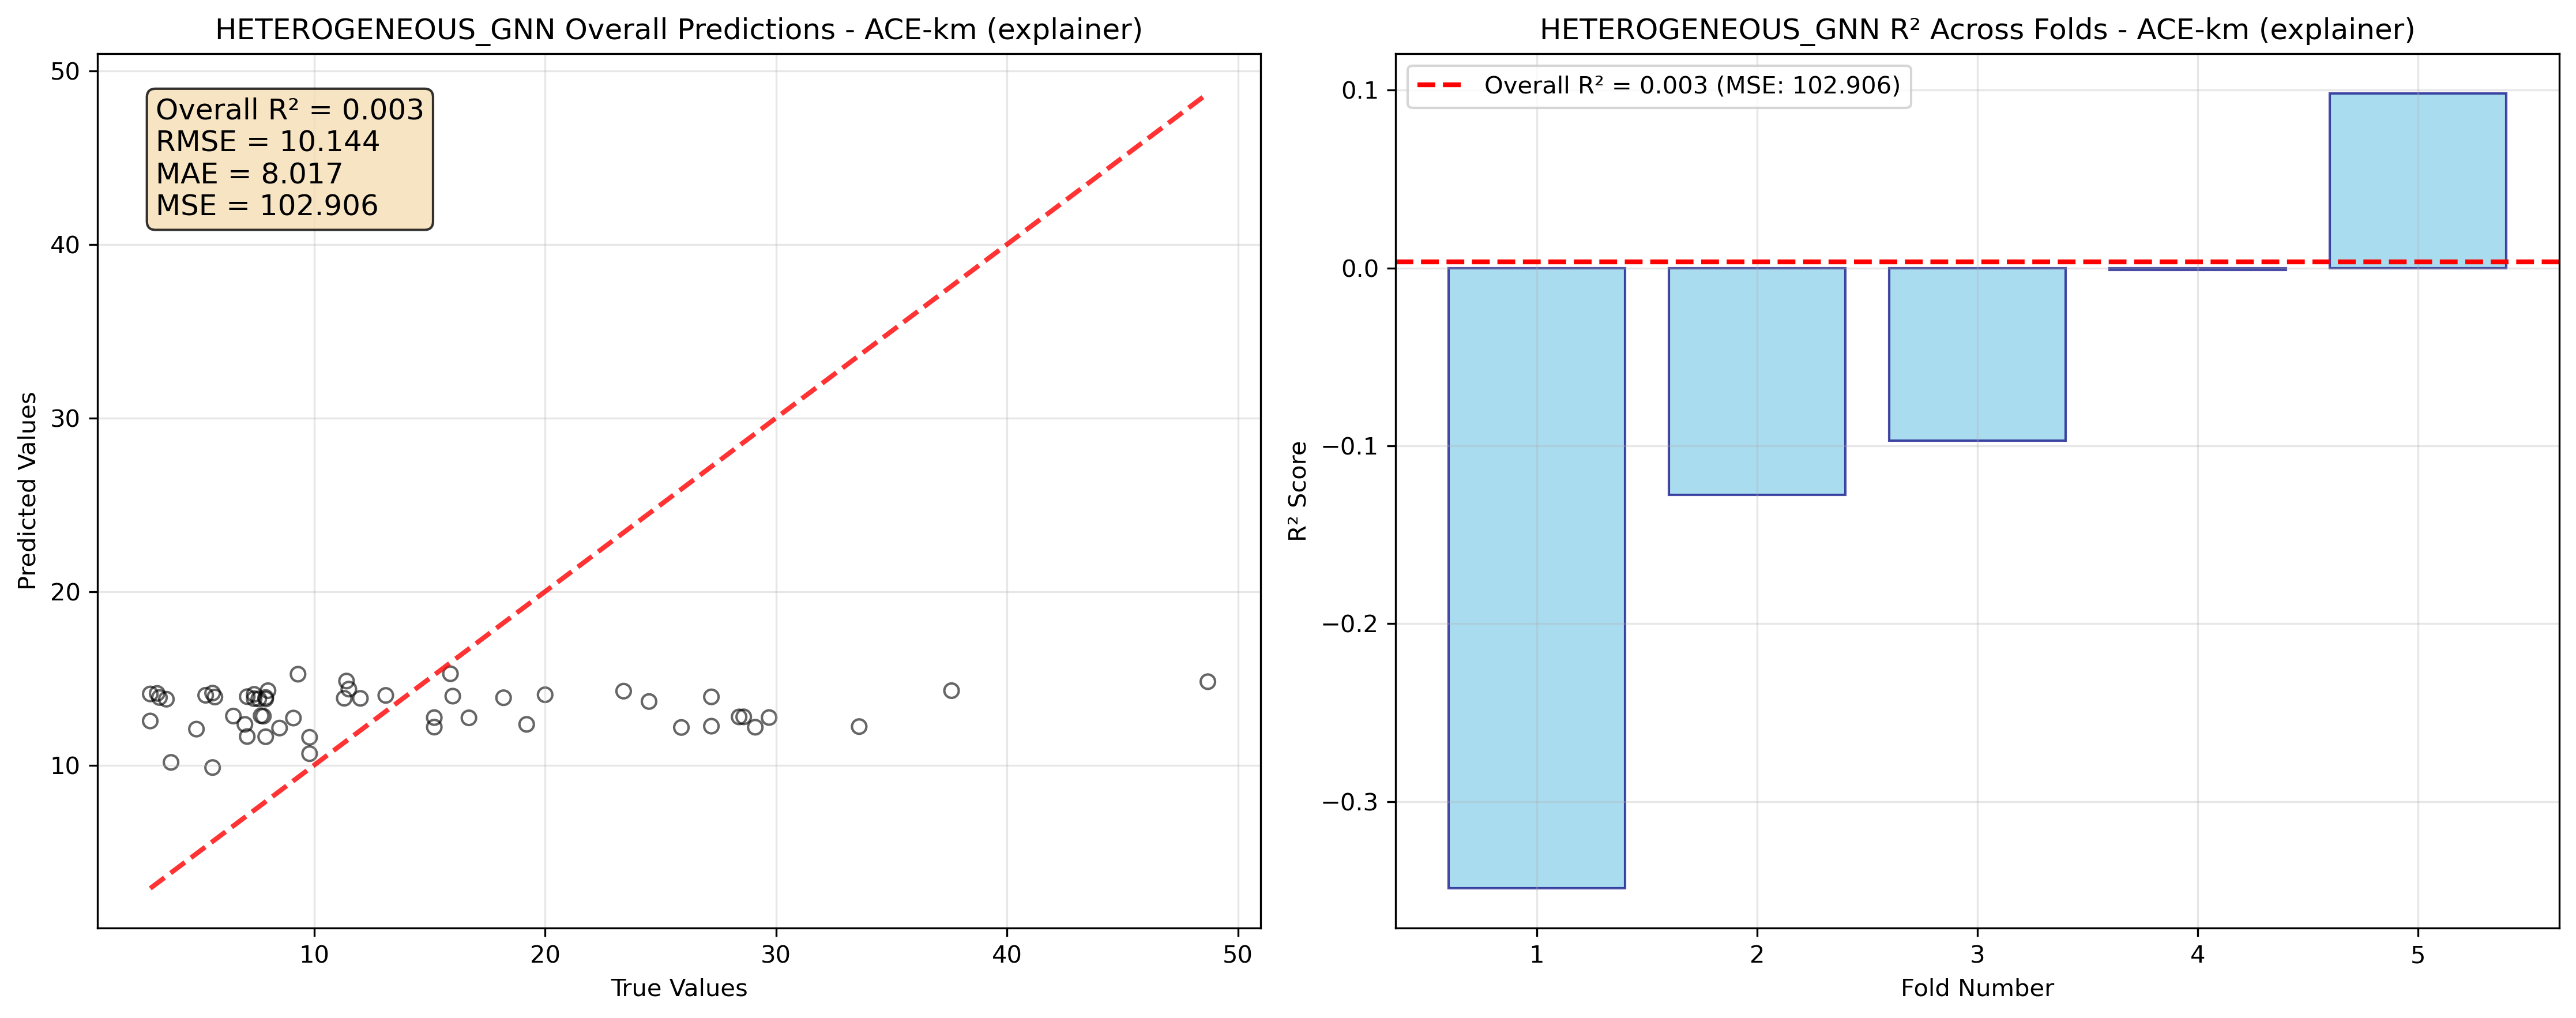 HETEROGENEOUS_GNN Overall Predictions - ACE-km (explainer)
50
40
30
20
10
Predicted Values
Overall R² = 0.003
RMSE = 10.144
MAE = 8.017
MSE = 102.906
10
20
30
40
50
True Values
HETEROGENEOUS_GNN R² Across Folds - ACE-km (explainer)
Overall R² = 0.003 (MSE: 102.906)
0.1
0.0
−0.1
−0.2
−0.3
R² Score
1
2
3
4
5
Fold Number